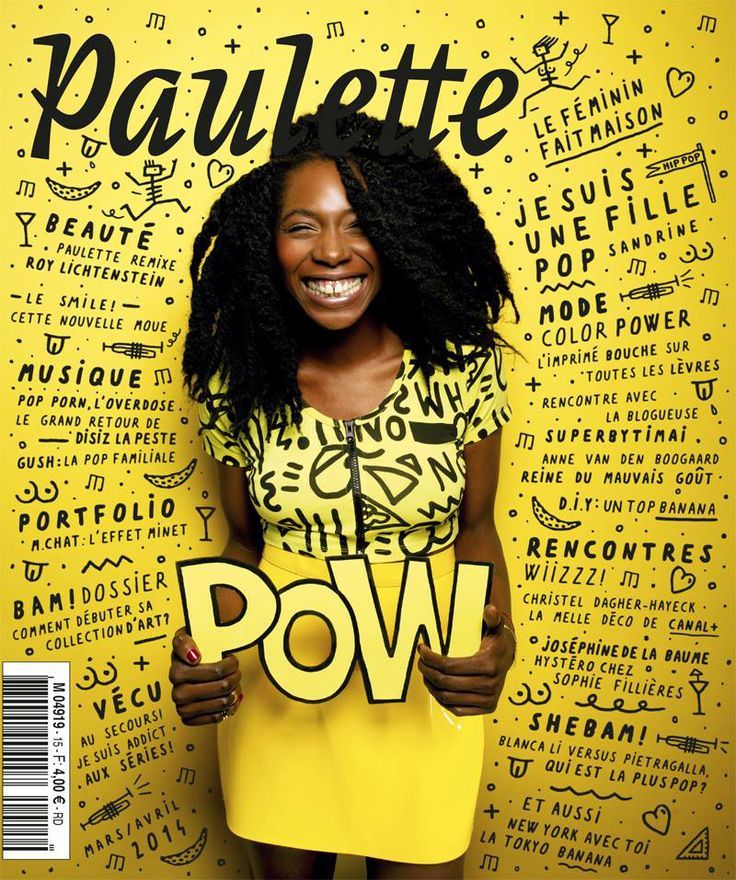 Paulette
BEAUTÉ
PAULETTE REMIXE
ROY LICHTENSTEIN
– LE SMILE! –
CETTE NOUVELLE MOUE
MUSIQUE
POP PORN, L'OVERDOSE
LE GRAND RETOUR DE
DISIZ LA PESTE
GUSH: LA POP FAMILIALE
PORTFOLIO
M.CHAT: L'EFFET MINET
BAM! DOSSIER
COMMENT DÉBUTER SA
COLLECTION D'ART?
VÉCU
AU SECOURS!
JE SUIS ADDICT
AUX SÉRIES!
MARS/AVRIL
2014
M 04919 - 15 - F: 4,00 € - RD
POW
LE FÉMININ
FAIT MAISON
HIP POP
JE SUIS
UNE FILLE
POP SANDRINE
MODE
COLOR POWER
L'IMPRIMÉ BOUCHE SUR
TOUTES LES LÈVRES
RENCONTRE AVEC
LA BLOGUEUSE
SUPERBYTIMAI.
ANNE VAN DEN BOOGAARD
REINE DU MAUVAIS GOÛT
D.I.Y: UN TOP BANANA
RENCONTRES
WIIZZZ!
CHRISTEL DAGHER-HAYECK
LA MELLE DÉCO DE CANAL+
JOSÉPHINE DE LA BAUME
HYSTÉRO CHEZ
SOPHIE FILLIÈRES
SHEBAM!
BLANCA LI VERSUS PIETRAGALLA,
QUI EST LA PLUS POP?
ET AUSSI
NEW YORK AVEC TOÏ
LA TOKYO BANANA